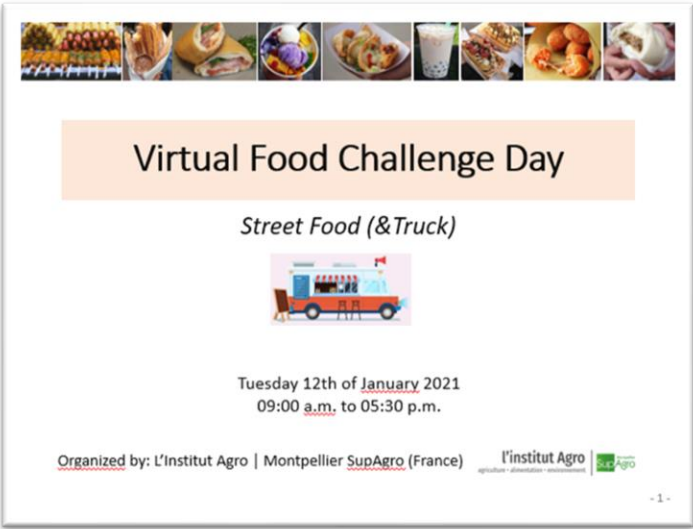 Virtual Food Challenge Day
Street Food (&Truck)
Tuesday 12th of January 2021
09:00 a.m. to 05:30 p.m.
Organized by: L'Institut Agro | Montpellier SupAgro (France)
l'institut Agro
agriculture • alimentation • environnement
SupAgro
- 1 -